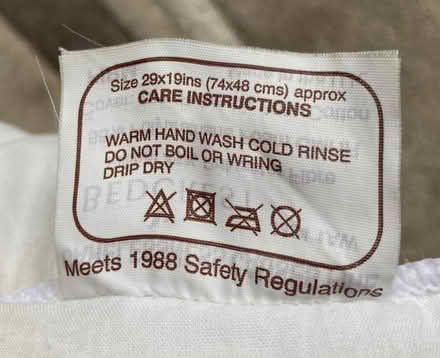 Size 29x19ins (74x48 cms) approx
CARE INSTRUCTIONS
WARM HAND WASH COLD RINSE
DO NOT BOIL OR WRING
DRIP DRY
Meets 1988 Safety Regulations